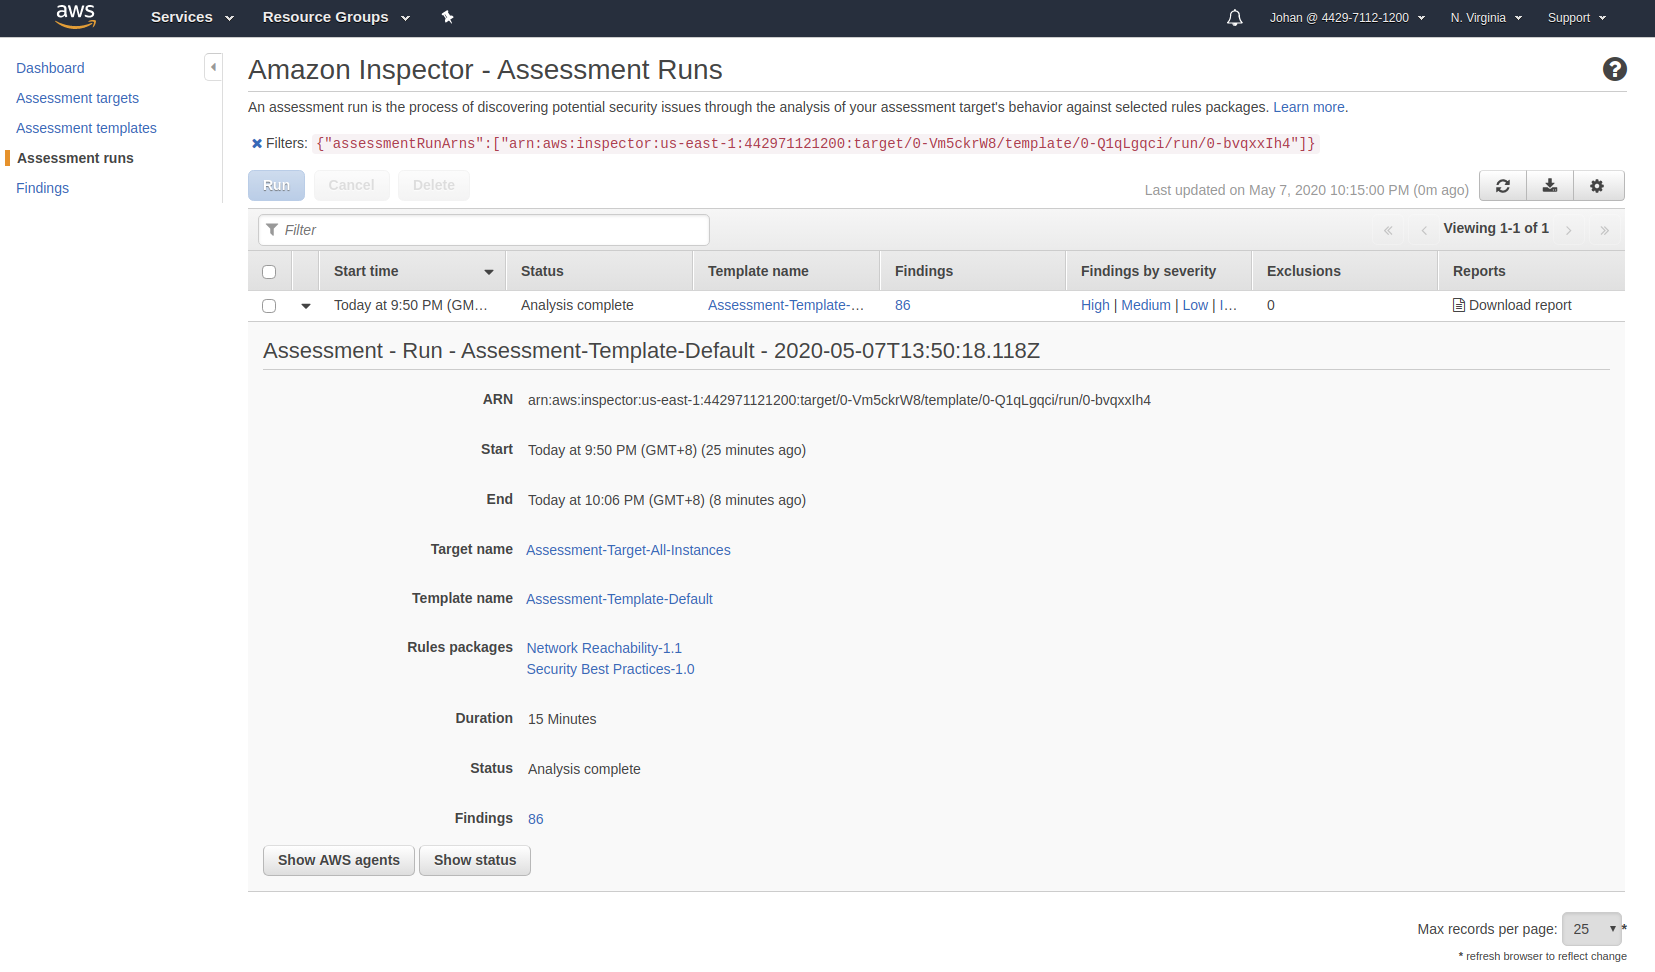 aws Services Resource Groups Johan @ 4429-7112-1200 N. Virginia Support
Dashboard
Assessment targets
Assessment templates
Assessment runs
Findings
Amazon Inspector - Assessment Runs
An assessment run is the process of discovering potential security issues through the analysis of your assessment target's behavior against selected rules packages. Learn more.
Filters: {"assessmentRunArns":["arn:aws:inspector:us-east-1:442971121200:target/0-Vm5ckrW8/template/0-Q1qLgqci/run/0-bvqxxIh4"]}
Run Cancel Delete Last updated on May 7, 2020 10:15:00 PM (0m ago)
Filter « ‹ Viewing 1-1 of 1 › »
Start time Status Template name Findings Findings by severity Exclusions Reports
Today at 9:50 PM (GM... Analysis complete Assessment-Template-... 86 High | Medium | Low | I... 0 Download report
Assessment - Run - Assessment-Template-Default - 2020-05-07T13:50:18.118Z
ARN arn:aws:inspector:us-east-1:442971121200:target/0-Vm5ckrW8/template/0-Q1qLgqci/run/0-bvqxxIh4
Start Today at 9:50 PM (GMT+8) (25 minutes ago)
End Today at 10:06 PM (GMT+8) (8 minutes ago)
Target name Assessment-Target-All-Instances
Template name Assessment-Template-Default
Rules packages Network Reachability-1.1
Security Best Practices-1.0
Duration 15 Minutes
Status Analysis complete
Findings 86
Show AWS agents Show status
Max records per page: 25 *
* refresh browser to reflect change